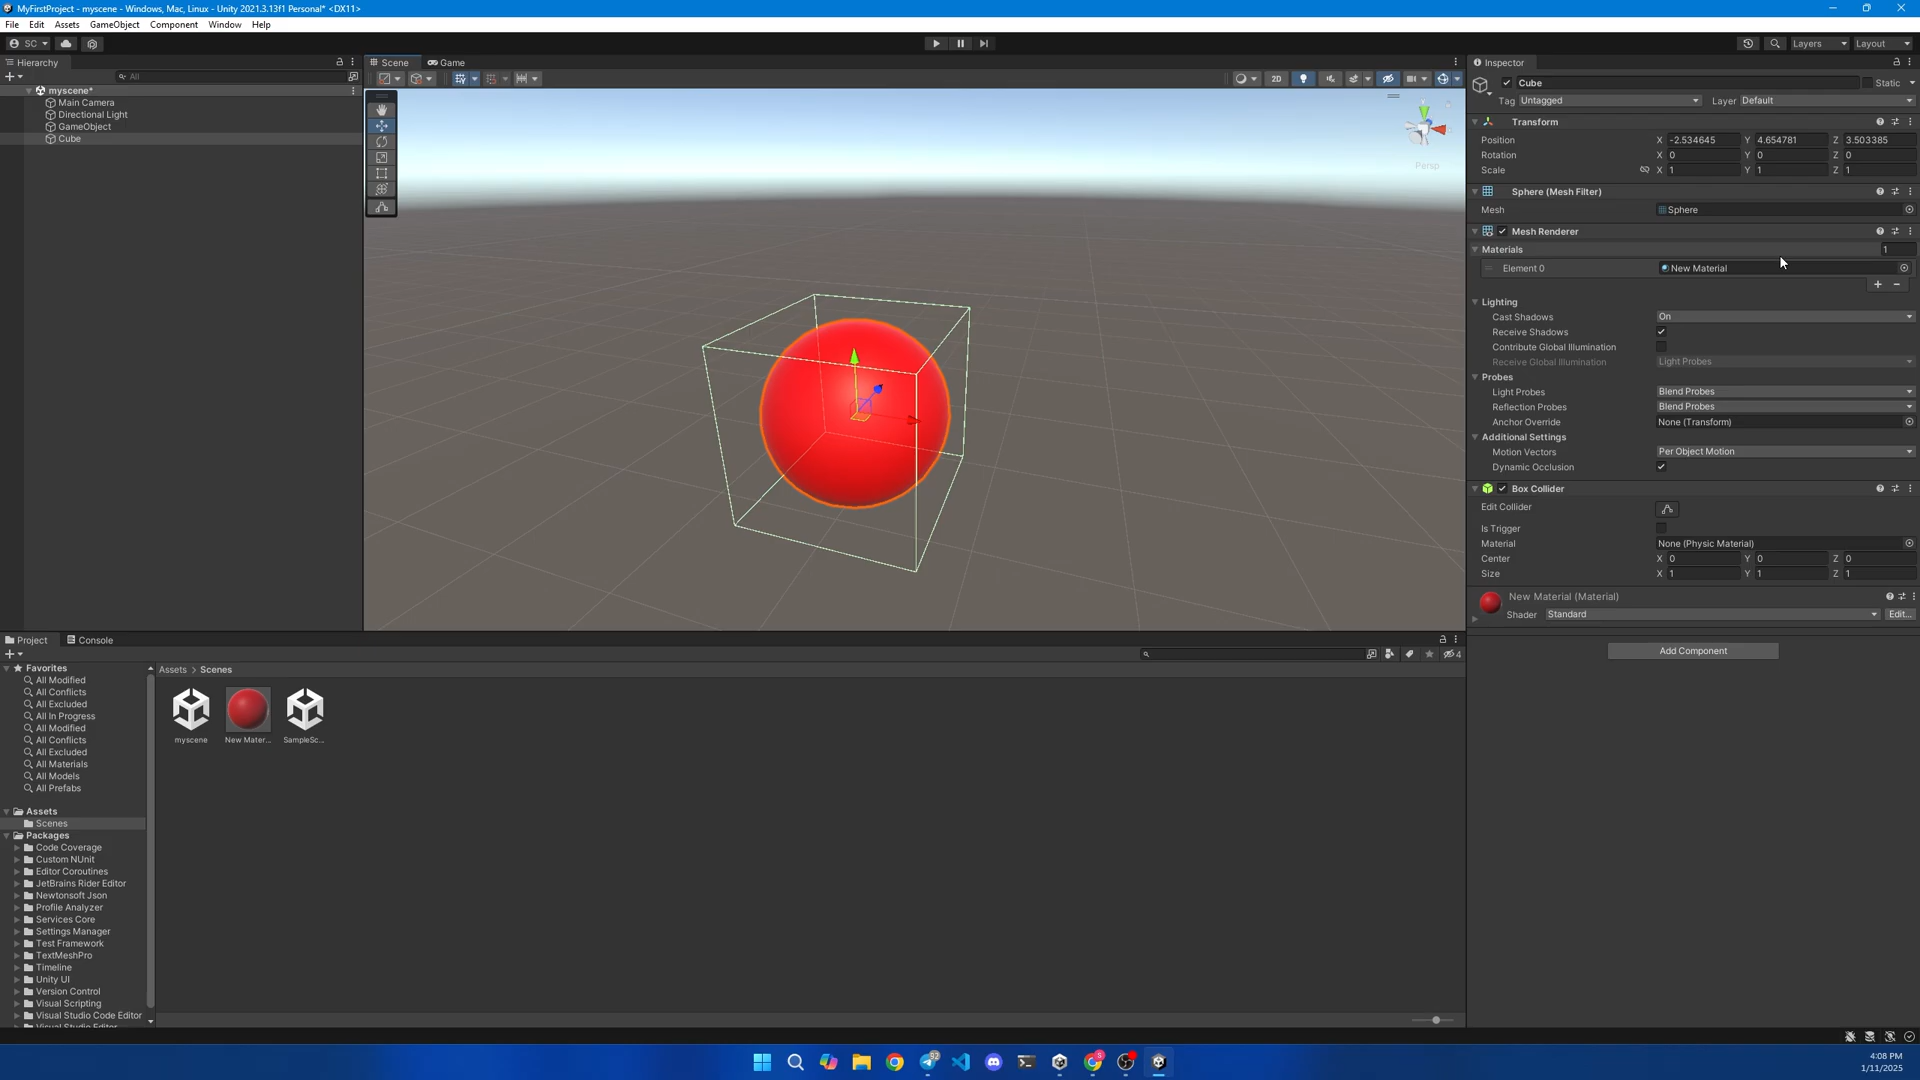 MyFirstProject - myscene - Windows, Mac, Linux - Unity 2021.3.13f1 Personal* <DX11>
File Edit Assets GameObject Component Window Help
SC Layers Layout
Hierarchy
All
myscene*
Main Camera
Directional Light
GameObject
Cube
Scene Game
2D
Persp
Inspector
Cube Static
Tag Untagged Layer Default
Transform
Position X -2.534645 Y 4.654781 Z 3.503385
Rotation X 0 Y 0 Z 0
Scale X 1 Y 1 Z 1
Sphere (Mesh Filter)
Mesh Sphere
Mesh Renderer
Materials 1
Element 0 New Material
Lighting
Cast Shadows On
Receive Shadows
Contribute Global Illumination
Receive Global Illumination Light Probes
Probes
Light Probes Blend Probes
Reflection Probes Blend Probes
Anchor Override None (Transform)
Additional Settings
Motion Vectors Per Object Motion
Dynamic Occlusion
Box Collider
Edit Collider
Is Trigger
Material None (Physic Material)
Center X 0 Y 0 Z 0
Size X 1 Y 1 Z 1
New Material (Material)
Shader Standard Edit...
Add Component
Project Console
4
Favorites
All Modified
All Conflicts
All Excluded
All In Progress
All Modified
All Conflicts
All Excluded
All Materials
All Models
All Prefabs
Assets
Scenes
Packages
Code Coverage
Custom NUnit
Editor Coroutines
JetBrains Rider Editor
Newtonsoft Json
Profile Analyzer
Services Core
Settings Manager
Test Framework
TextMeshPro
Timeline
Unity UI
Version Control
Visual Scripting
Visual Studio Code Editor
Visual Studio Editor
Assets > Scenes
myscene New Mater... SampleSc...
92
4:08 PM
1/11/2025